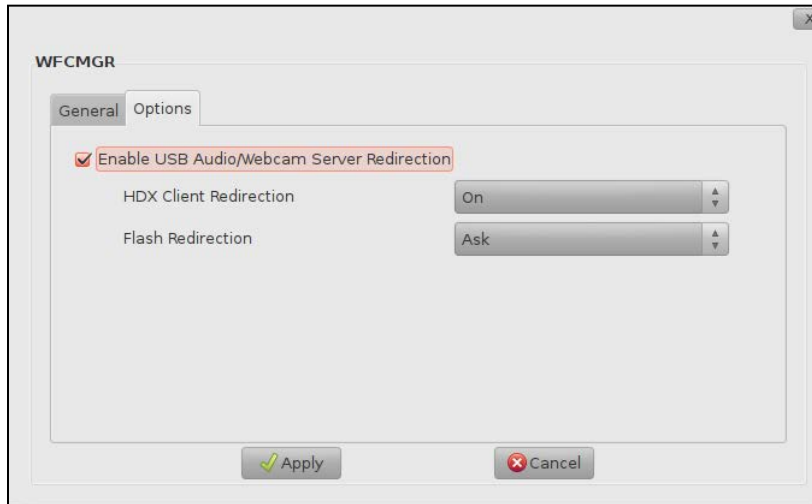 X
WFCMGR
General Options
Enable USB Audio/Webcam Server Redirection
HDX Client Redirection On
Flash Redirection Ask
Apply Cancel